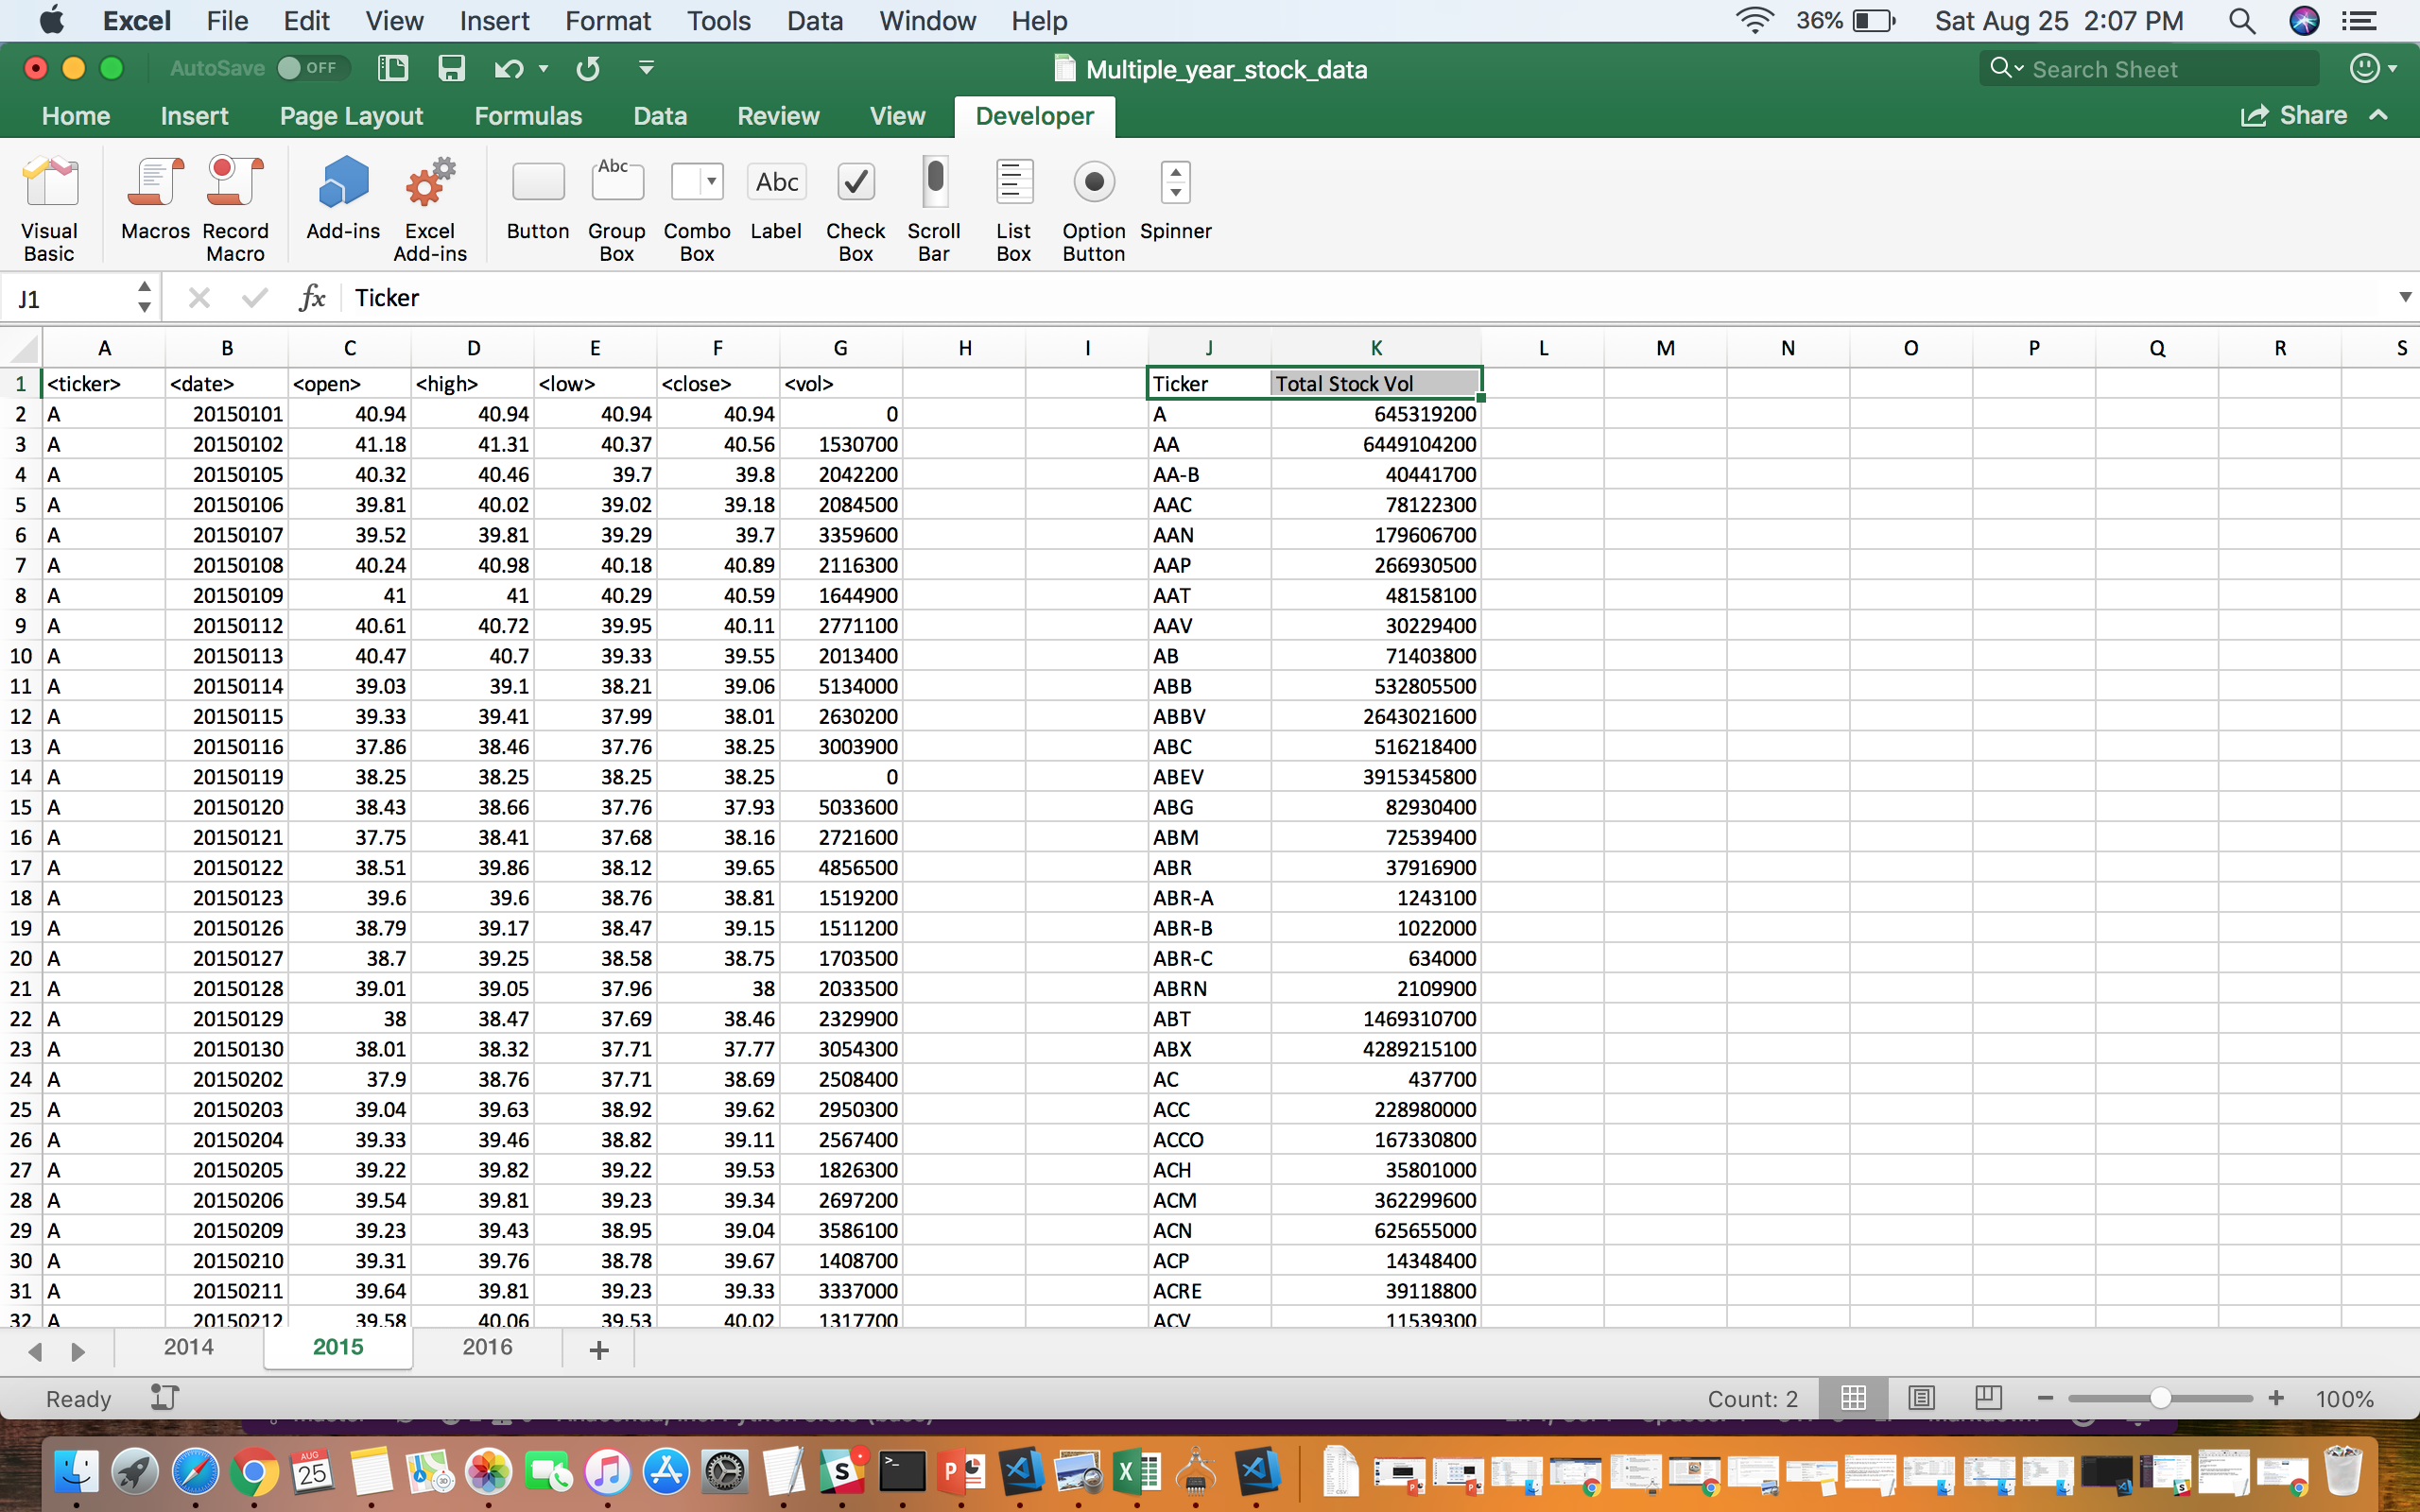 Excel File Edit View Insert Format Tools Data Window Help 36% Sat Aug 25 2:07 PM
AutoSave OFF Multiple_year_stock_data Search Sheet
Home Insert Page Layout Formulas Data Review View Developer Share
Visual Basic Macros Record Macro Add-ins Excel Add-ins Button Abc Group Box Combo Box Abc Label Check Box Scroll Bar List Box Option Button Spinner
J1 fx Ticker
A B C D E F G H I J K L M N O P Q R S
1 <ticker> <date> <open> <high> <low> <close> <vol> Ticker Total Stock Vol
2 A 20150101 40.94 40.94 40.94 40.94 0 A 645319200
3 A 20150102 41.18 41.31 40.37 40.56 1530700 AA 6449104200
4 A 20150105 40.32 40.46 39.7 39.8 2042200 AA-B 40441700
5 A 20150106 39.81 40.02 39.02 39.18 2084500 AAC 78122300
6 A 20150107 39.52 39.81 39.29 39.7 3359600 AAN 179606700
7 A 20150108 40.24 40.98 40.18 40.89 2116300 AAP 266930500
8 A 20150109 41 41 40.29 40.59 1644900 AAT 48158100
9 A 20150112 40.61 40.72 39.95 40.11 2771100 AAV 30229400
10 A 20150113 40.47 40.7 39.33 39.55 2013400 AB 71403800
11 A 20150114 39.03 39.1 38.21 39.06 5134000 ABB 532805500
12 A 20150115 39.33 39.41 37.99 38.01 2630200 ABBV 2643021600
13 A 20150116 37.86 38.46 37.76 38.25 3003900 ABC 516218400
14 A 20150119 38.25 38.25 38.25 38.25 0 ABEV 3915345800
15 A 20150120 38.43 38.66 37.76 37.93 5033600 ABG 82930400
16 A 20150121 37.75 38.41 37.68 38.16 2721600 ABM 72539400
17 A 20150122 38.51 39.86 38.12 39.65 4856500 ABR 37916900
18 A 20150123 39.6 39.6 38.76 38.81 1519200 ABR-A 1243100
19 A 20150126 38.79 39.17 38.47 39.15 1511200 ABR-B 1022000
20 A 20150127 38.7 39.25 38.58 38.75 1703500 ABR-C 634000
21 A 20150128 39.01 39.05 37.96 38 2033500 ABRN 2109900
22 A 20150129 38 38.47 37.69 38.46 2329900 ABT 1469310700
23 A 20150130 38.01 38.32 37.71 37.77 3054300 ABX 4289215100
24 A 20150202 37.9 38.76 37.71 38.69 2508400 AC 437700
25 A 20150203 39.04 39.63 38.92 39.62 2950300 ACC 228980000
26 A 20150204 39.33 39.46 38.82 39.11 2567400 ACCO 167330800
27 A 20150205 39.22 39.82 39.22 39.53 1826300 ACH 35801000
28 A 20150206 39.54 39.81 39.23 39.34 2697200 ACM 362299600
29 A 20150209 39.23 39.43 38.95 39.04 3586100 ACN 625655000
30 A 20150210 39.31 39.76 38.78 39.67 1408700 ACP 14348400
31 A 20150211 39.64 39.81 39.23 39.33 3337000 ACRE 39118800
32 A 20150212 39.58 40.06 39.53 40.02 1317700 ACV 11539300
2014 2015 2016 +
Ready Count: 2 100%
AUG
25